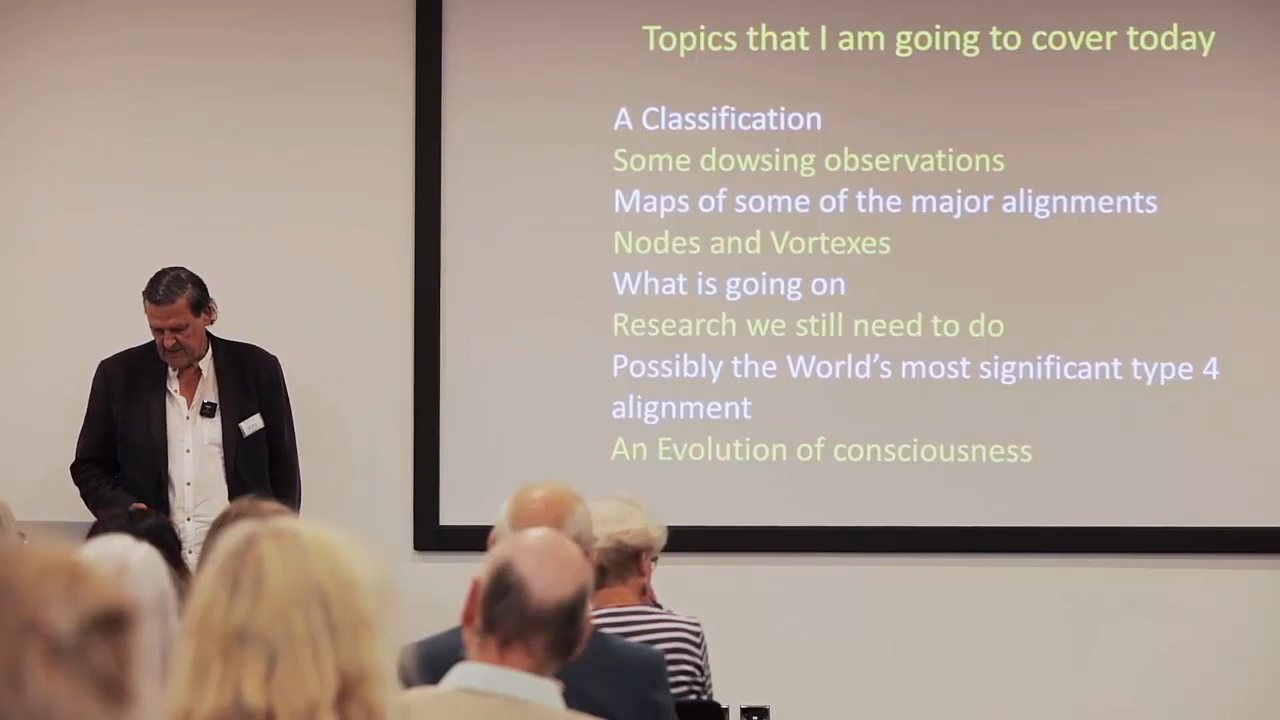 Topics that I am going to cover today
A Classification
Some dowsing observations
Maps of some of the major alignments
Nodes and Vortexes
What is going on
Research we still need to do
Possibly the World’s most significant type 4
alignment
An Evolution of consciousness